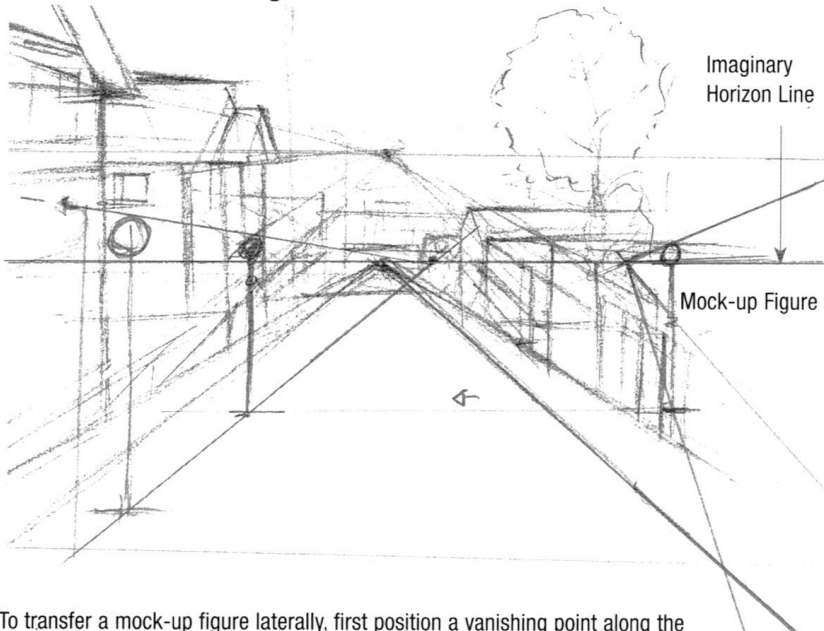 Imaginary
Horizon Line
Mock-up Figure
To transfer a mock-up figure laterally, first position a vanishing point along the